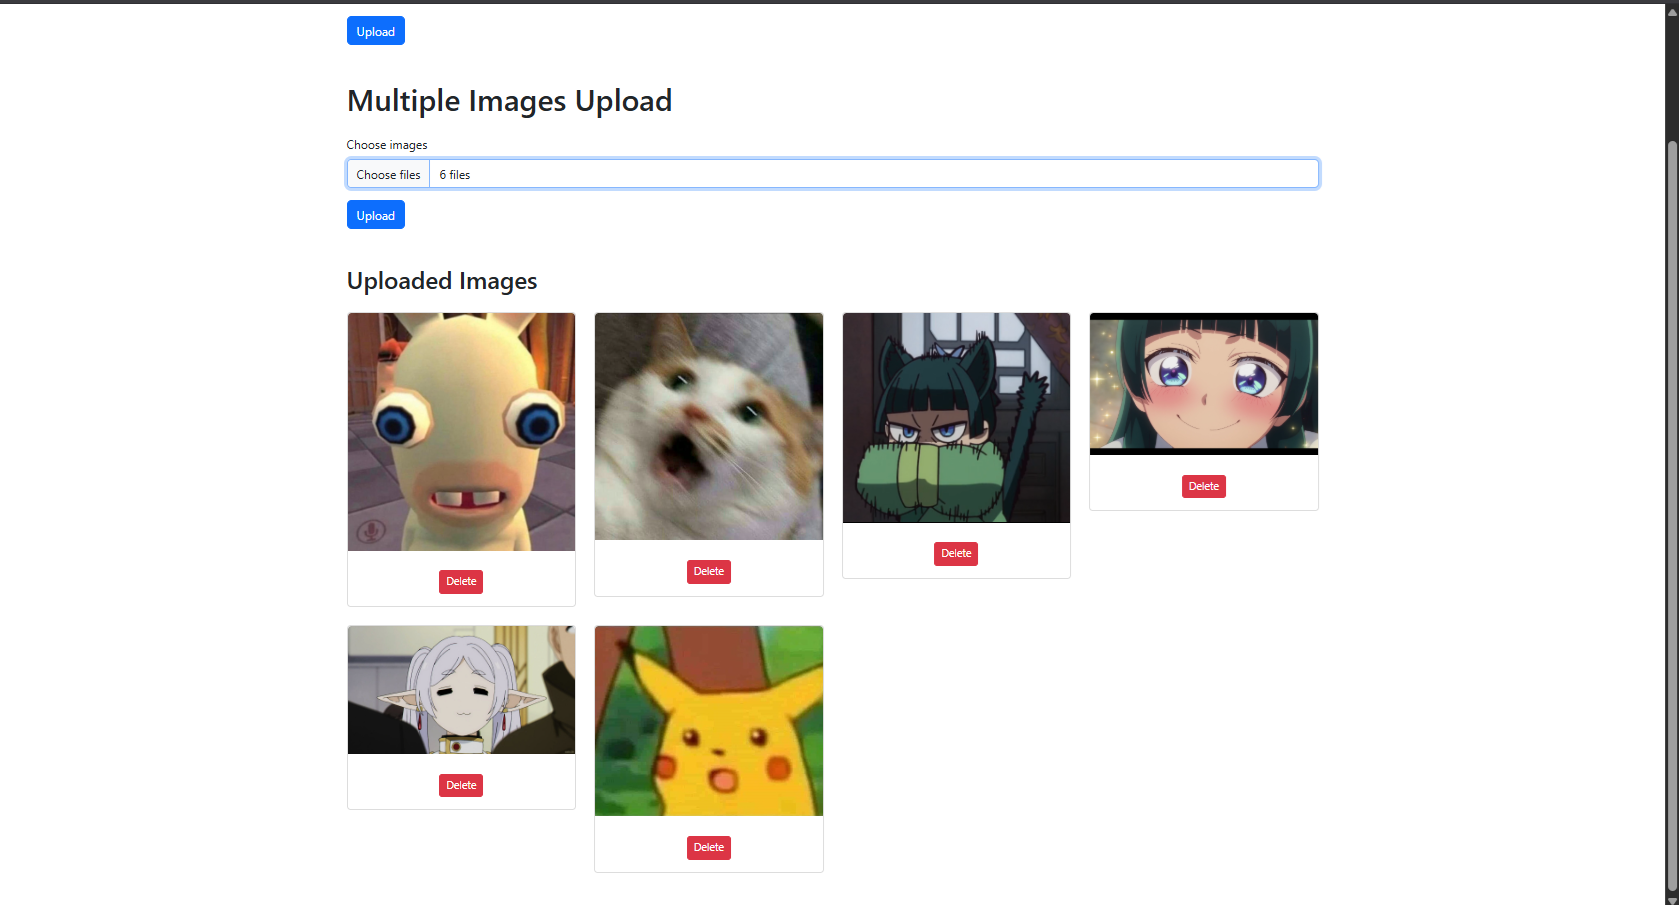 Upload
Multiple Images Upload
Choose images
Choose files 6 files
Upload
Uploaded Images
Delete
Delete
Delete
Delete
Delete
Delete